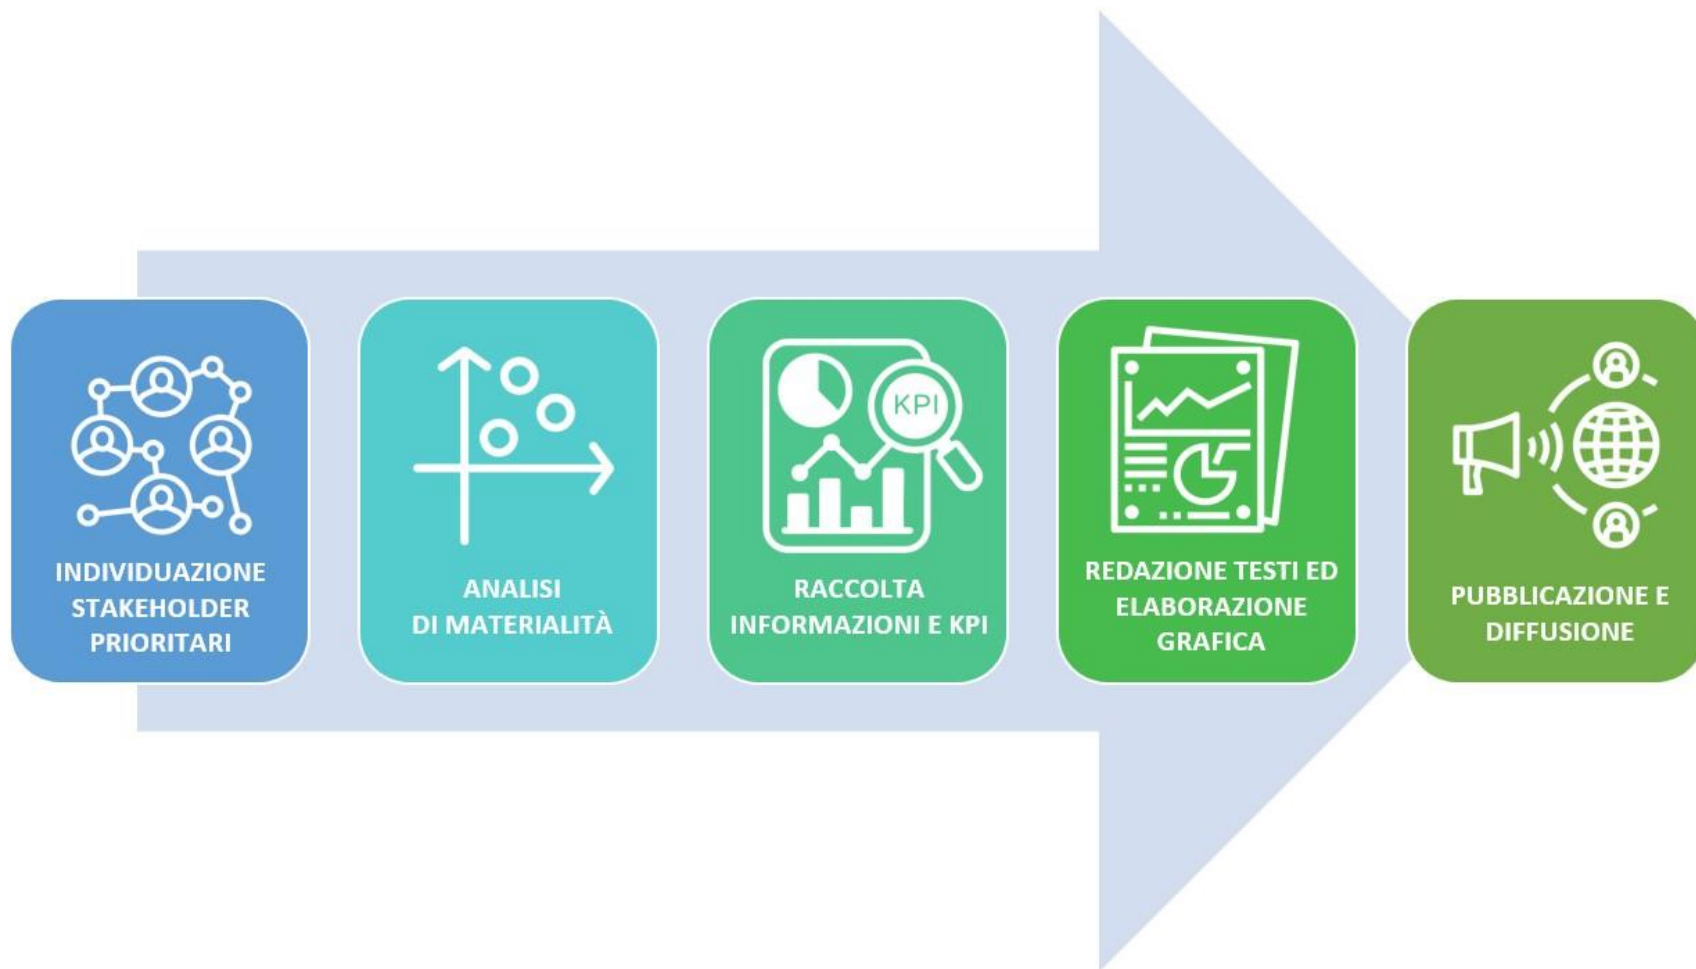 INDIVIDUAZIONE
STAKEHOLDER
PRIORITARI
ANALISI
DI MATERIALITÀ
KPI
RACCOLTA
INFORMAZIONI E KPI
REDAZIONE TESTI ED
ELABORAZIONE
GRAFICA
PUBBLICAZIONE E
DIFFUSIONE